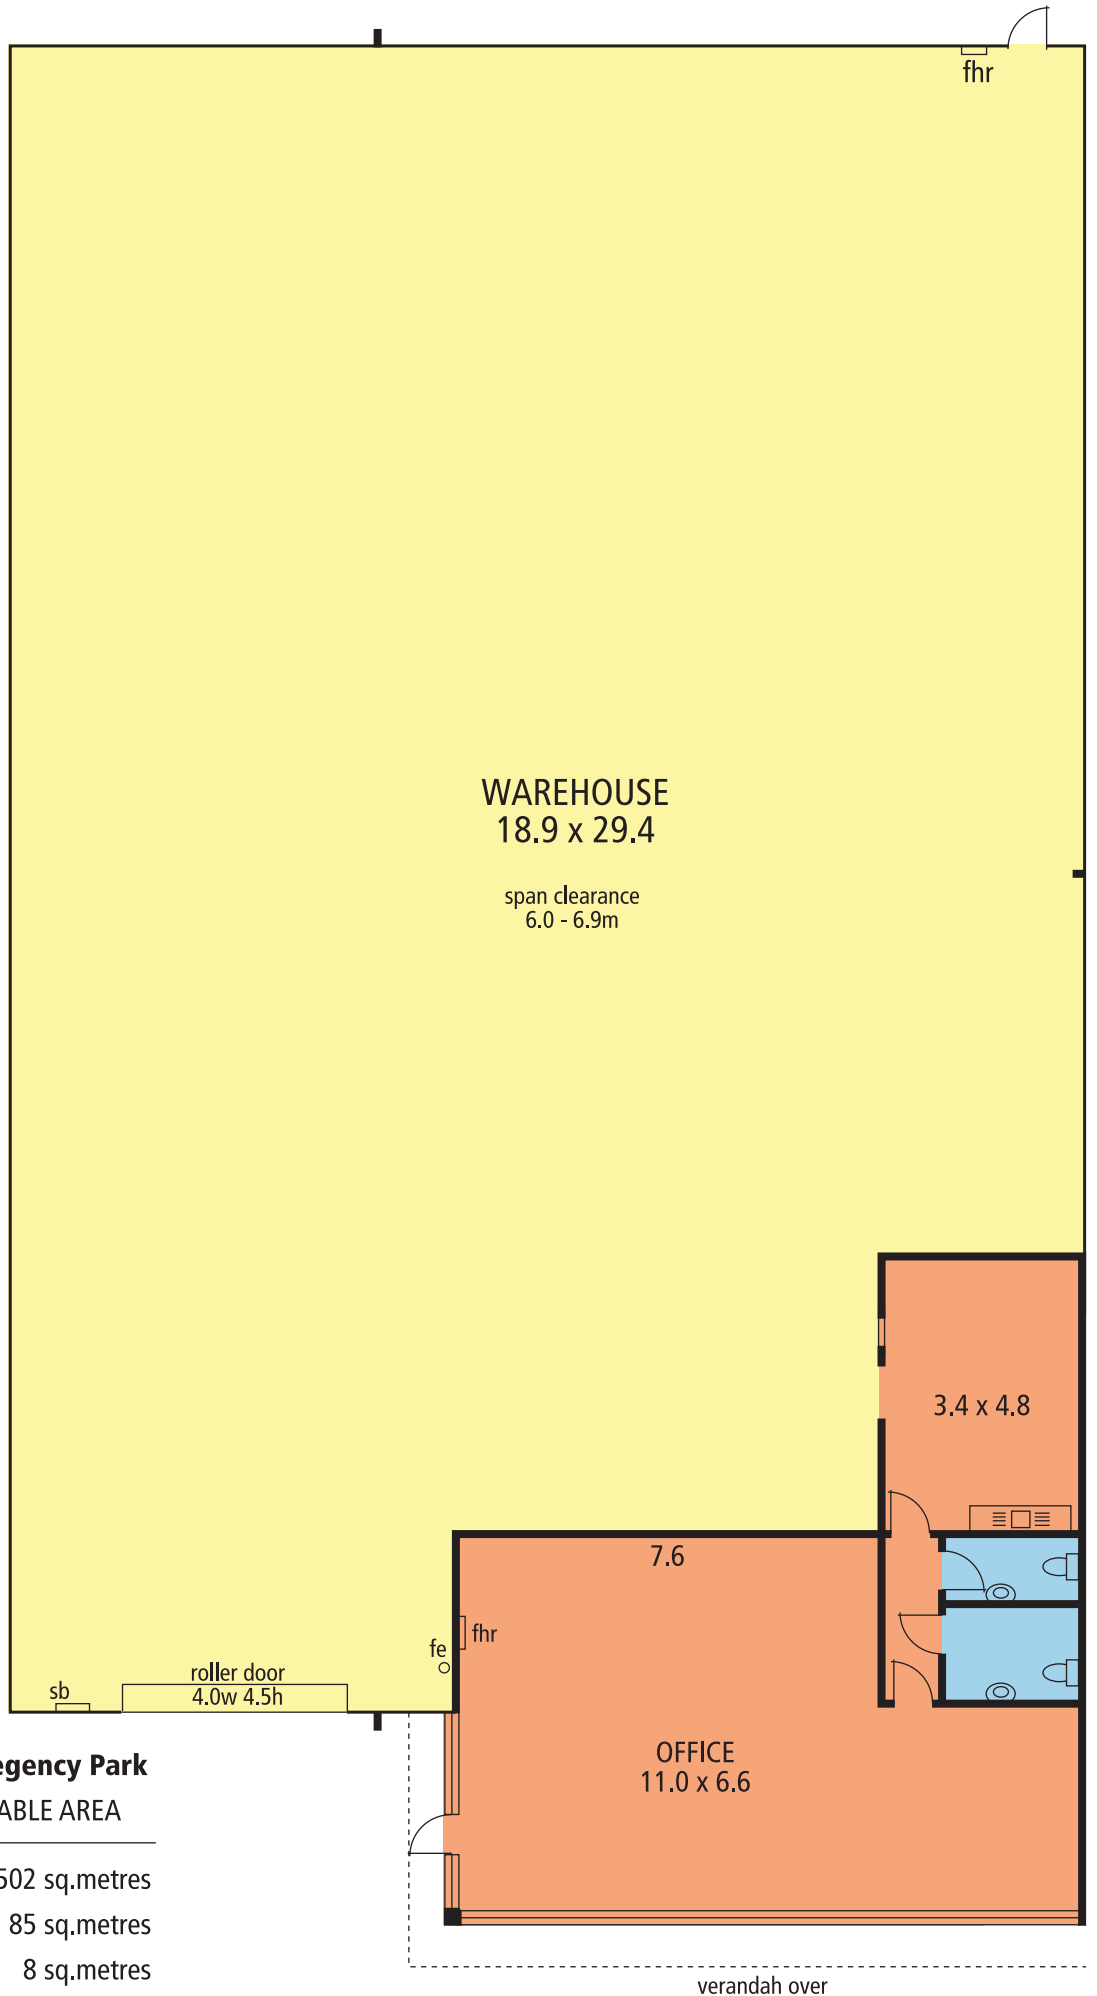 fhr
WAREHOUSE
18.9 x 29.4
span clearance
6.0 - 6.9m
3.4 x 4.8
7.6
fhr
fe
roller door
4.0w 4.5h
sb
OFFICE
11.0 x 6.6
egency Park
ABLE AREA
502 sq.metres
85 sq.metres
8 sq.metres
verandah over